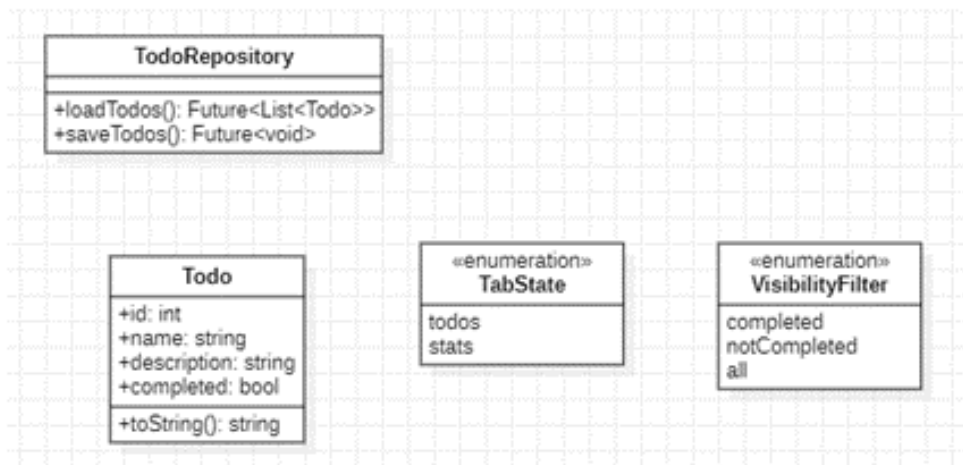 TodoRepository
+loadTodos(): Future<List<Todo>>
+saveTodos(): Future<void>
Todo
+id: int
+name: string
+description: string
+completed: bool
+toString(): string
«enumeration»
TabState
todos
stats
«enumeration»
VisibilityFilter
completed
notCompleted
all